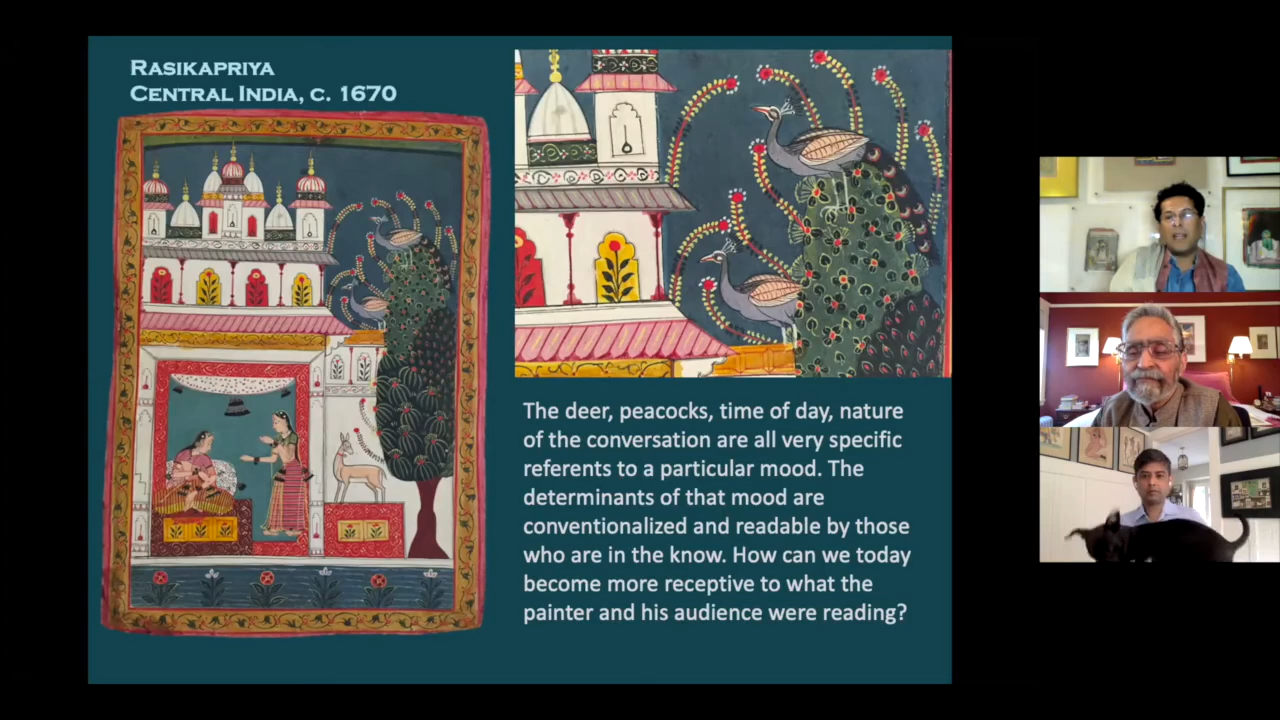 RASIKAPRIYA
CENTRAL INDIA, C. 1670
The deer, peacocks, time of day, nature
of the conversation are all very specific
referents to a particular mood. The
determinants of that mood are
conventionalized and readable by those
who are in the know. How can we today
become more receptive to what the
painter and his audience were reading?